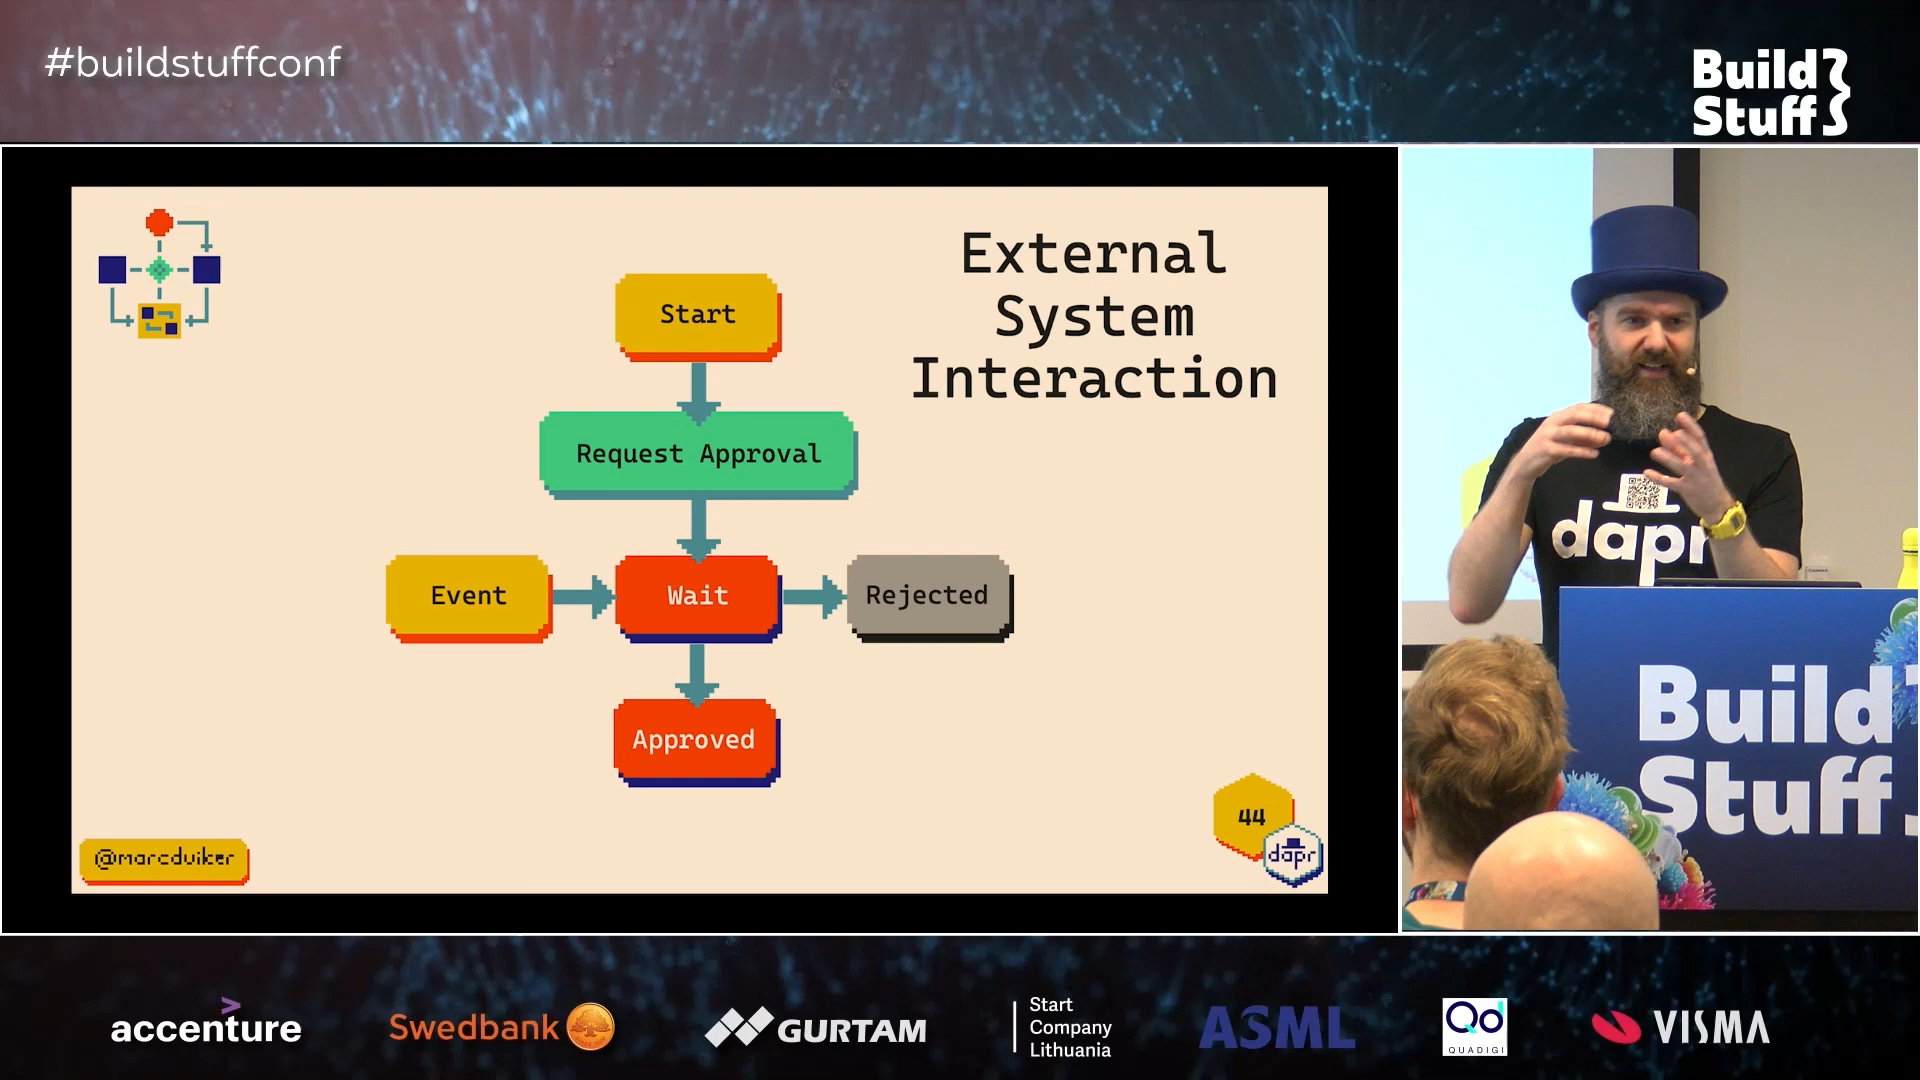 #buildstuffconf
Build
Stuff
External
System
Interaction
Start
Request Approval
Event
Wait
Rejected
Approved
@marcduiker
44
dapr
dapr
Build
Stuff
accenture
Swedbank
GURTAM
Start
Company
Lithuania
ASML
Qd
QUADIGI
VISMA